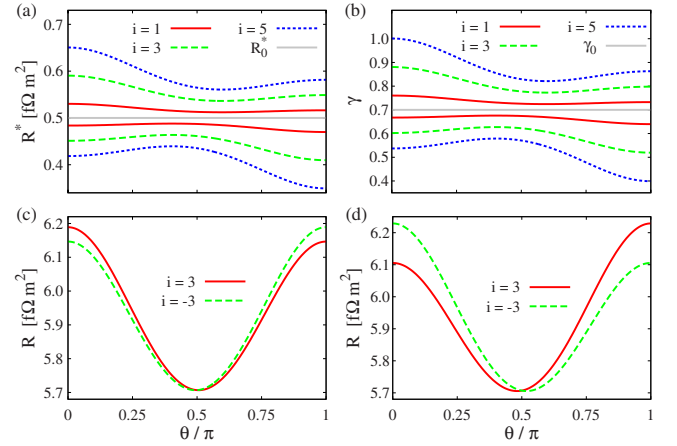 (a)
0.7
i = 1
i = 5
i = 3
R*0
0.6
0.5
0.4
R* [fΩ m²]
(b)
1.0
i = 1
i = 5
i = 3
γ0
0.9
0.8
0.7
0.6
0.5
0.4
γ
(c)
6.2
6.1
6.0
5.9
5.8
5.7
R [fΩ m²]
i = 3
i = -3
0 0.25 0.5 0.75 1
θ / π
(d)
6.2
6.1
6.0
5.9
5.8
5.7
R [fΩ m²]
i = 3
i = -3
0 0.25 0.5 0.75 1
θ / π